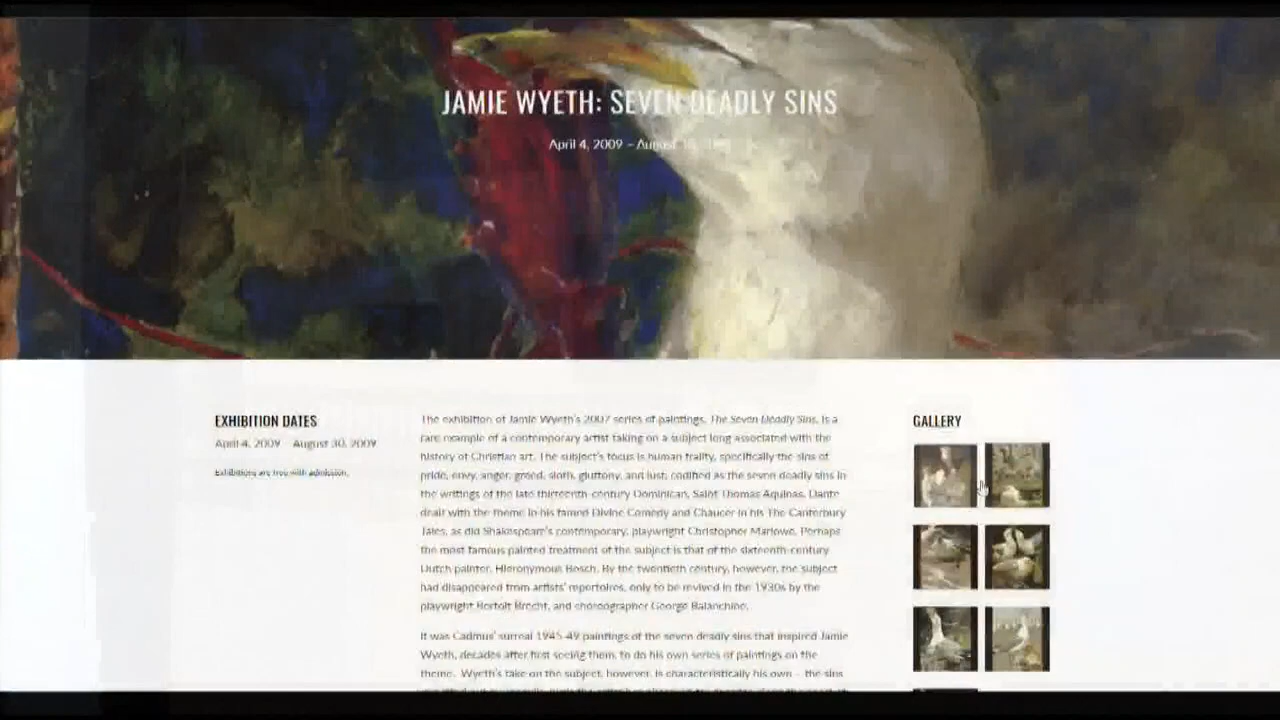 JAMIE WYETH: SEVEN DEADLY SINS
April 4, 2009 – August 30, 2009
EXHIBITION DATES
April 4, 2009 August 30, 2009
Exhibitions are free with admission.
The exhibition of Jamie Wyeth's 2007 series of paintings, The Seven Deadly Sins, is a
rare example of a contemporary artist taking on a subject long associated with the
history of Christian art. The subject's focus is human frailty, specifically the sins of
pride, envy, anger, greed, sloth, gluttony, and lust; codified as the seven deadly sins in
the writings of the late thirteenth-century Dominican, Saint Thomas Aquinas. Dante
dealt with the theme in his famed Divine Comedy and Chaucer in his The Canterbury
Tales, as did Shakespeare's contemporary, playwright Christopher Marlowe. Perhaps
the most famous painted treatment of the subject is that of the sixteenth-century
Dutch painter, Hieronymous Bosch. By the twentieth century, however, the subject
had disappeared from artists' repertoires, only to be revived in the 1930s by the
playwright Bertolt Brecht, and choreographer George Balanchine.
It was Cadmus' surreal 1945-49 paintings of the seven deadly sins that inspired Jamie
Wyeth, decades after first seeing them, to do his own series of paintings on the
theme. Wyeth's take on the subject, however, is characteristically his own – the sins
GALLERY